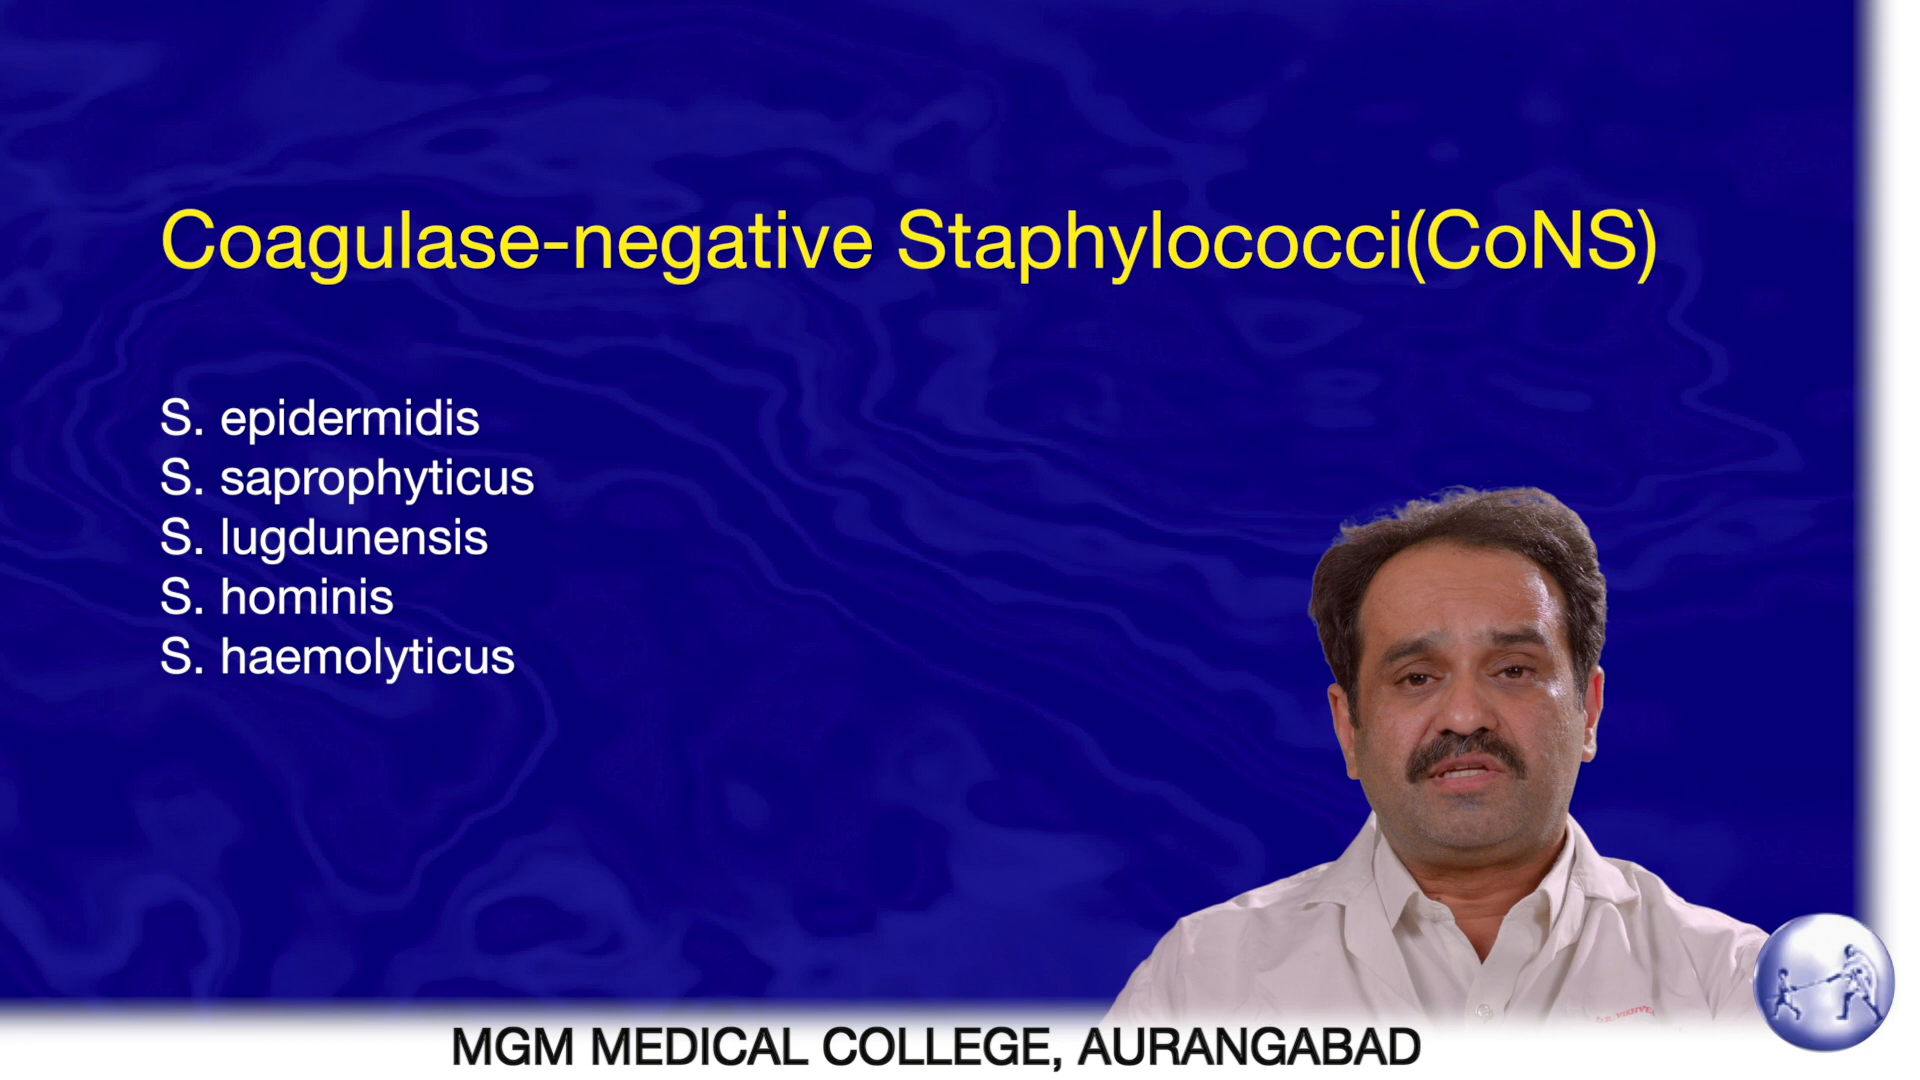 Coagulase-negative Staphylococci(CoNS)
S. epidermidis
S. saprophyticus
S. lugdunensis
S. hominis
S. haemolyticus
MGM MEDICAL COLLEGE, AURANGABAD